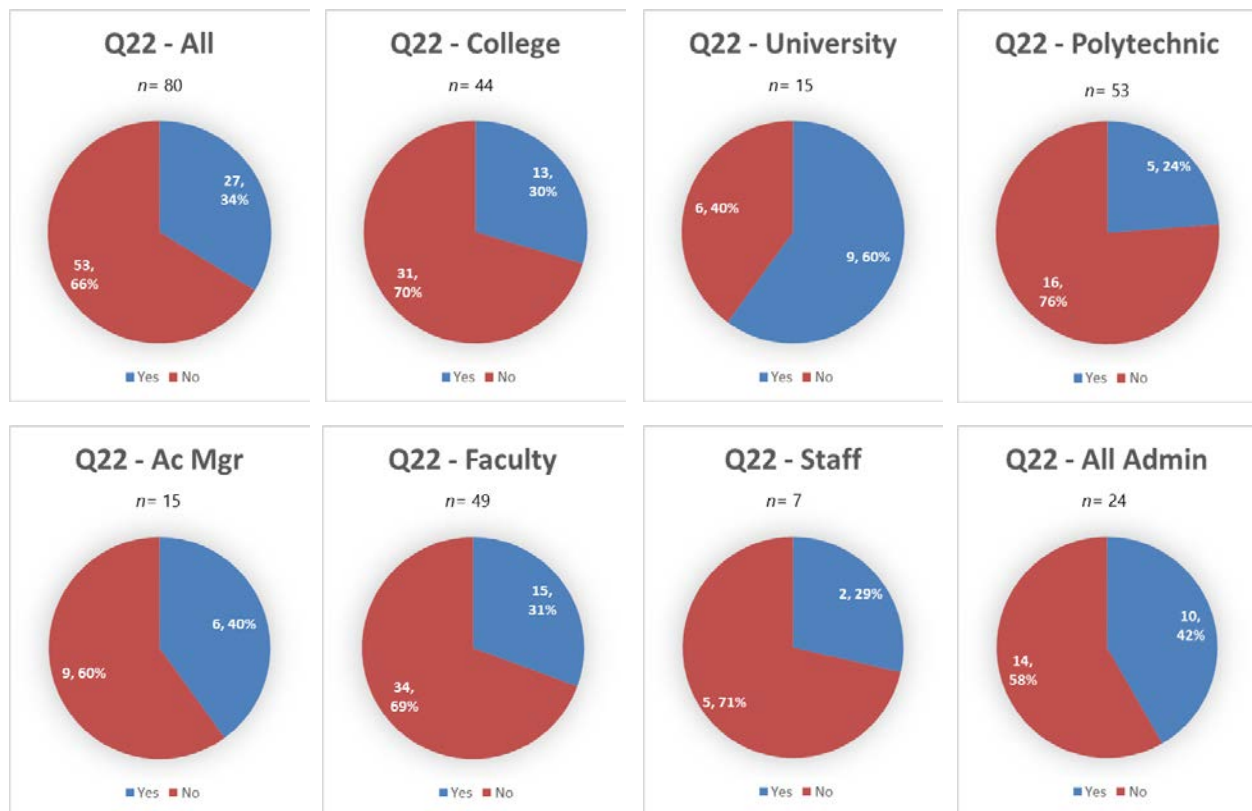 Q22 - All
n= 80
27,
34%
53,
66%
Yes No
Q22 - College
n= 44
13,
30%
31,
70%
Yes No
Q22 - University
n= 15
6, 40%
9, 60%
Yes No
Q22 - Polytechnic
n= 53
5, 24%
16,
76%
Yes No
Q22 - Ac Mgr
n= 15
6, 40%
9, 60%
Yes No
Q22 - Faculty
n= 49
15,
31%
34,
69%
Yes No
Q22 - Staff
n= 7
2, 29%
5, 71%
Yes No
Q22 - All Admin
n= 24
10,
42%
14,
58%
Yes No